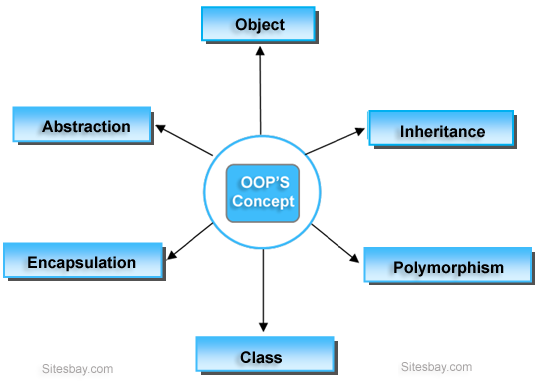 Object
Abstraction
Inheritance
OOP'S
Concept
Encapsulation
Polymorphism
Class
Sitesbay.com
Sitesbay.com